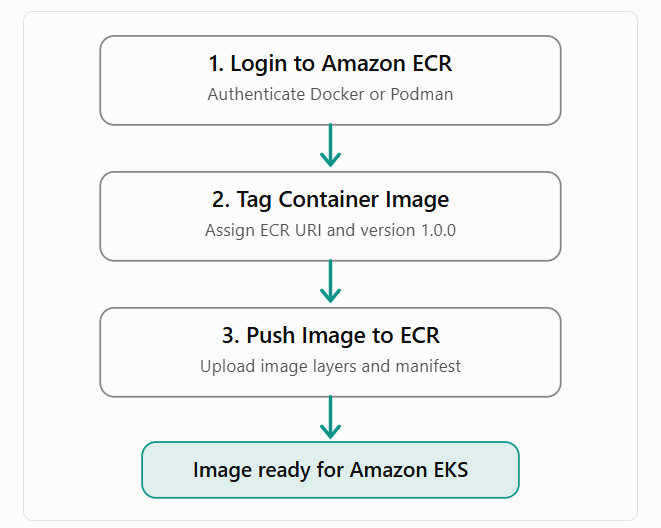 1. Login to Amazon ECR
Authenticate Docker or Podman
2. Tag Container Image
Assign ECR URI and version 1.0.0
3. Push Image to ECR
Upload image layers and manifest
Image ready for Amazon EKS